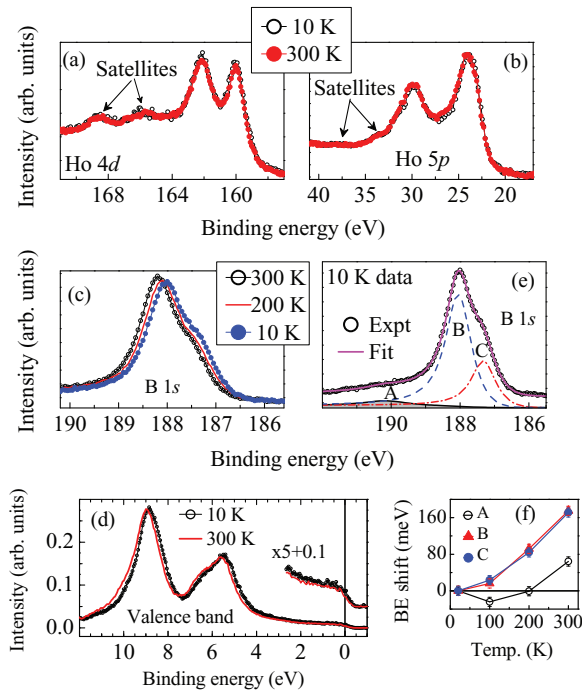 10 K
300 K
(a)
Satellites
Ho 4d
(b)
Satellites
Ho 5p
Intensity (arb. units)
168 164 160
40 35 30 25 20
Binding energy (eV)
(c)
300 K
200 K
10 K
B 1s
(e)
10 K data
B 1s
Expt
Fit
A
B
C
Intensity (arb. units)
190 189 188 187 186
190 188 186
Binding energy (eV)
(d)
10 K
300 K
x5+0.1
Valence band
Intensity (arb. units)
0.2
0.1
0.0
10 8 6 4 2 0
Binding energy (eV)
(f)
A
B
C
BE shift (meV)
160
80
0
0 100 200 300
Temp. (K)